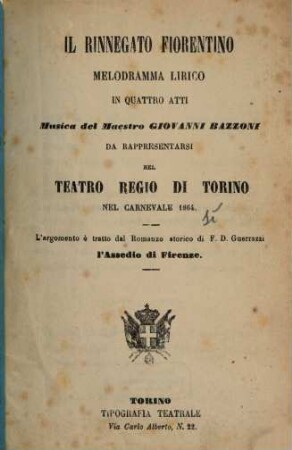 IL RINNEGATO FIORENTINO
MELODRAMMA LIRICO
IN QUATTRO ATTI
Musica del Maestro GIOVANNI BAZZONI
DA RAPPRESENTARSI
NEL
TEATRO REGIO DI TORINO
NEL CARNEVALE 1864.
L'argomento è tratto dal Romanzo storico di F. D. Guerrazzi
l'Assedio di Firenze.
TORINO
TIPOGRAFIA TEATRALE
Via Carlo Alberto, N. 22.